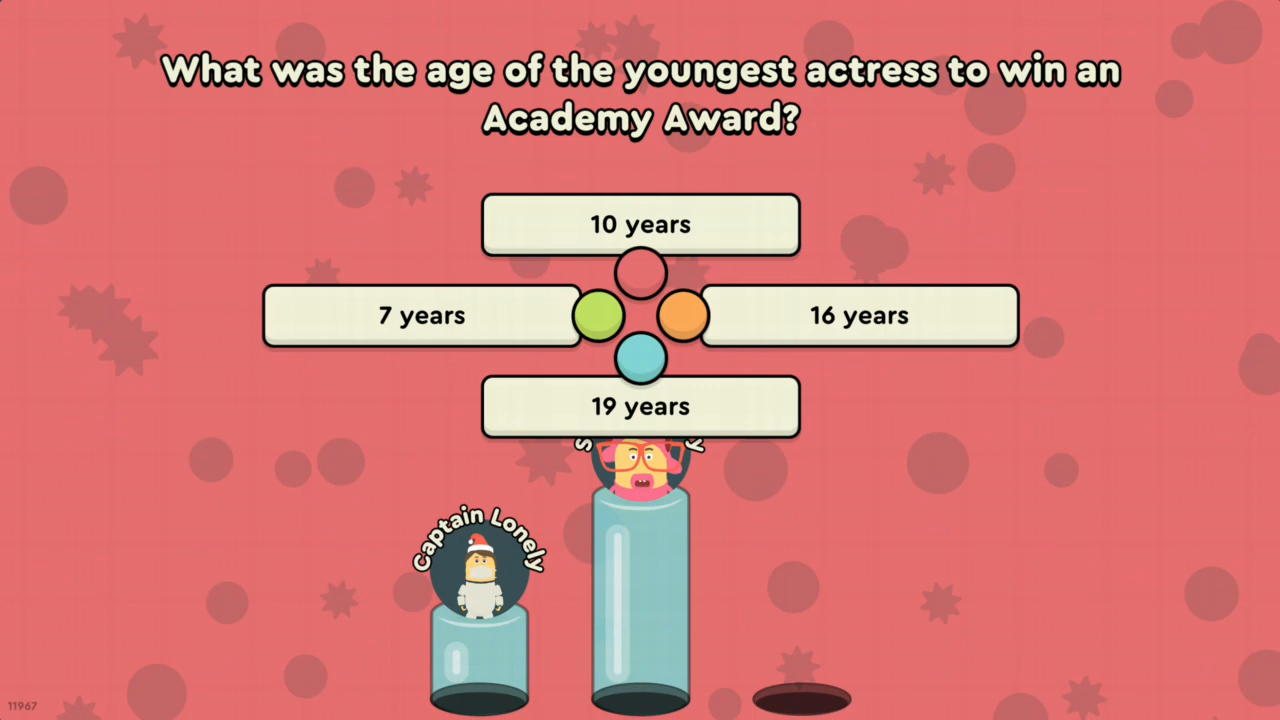 What was the age of the youngest actress to win an
Academy Award?
10 years
7 years
16 years
19 years
Captain Lonely
11967